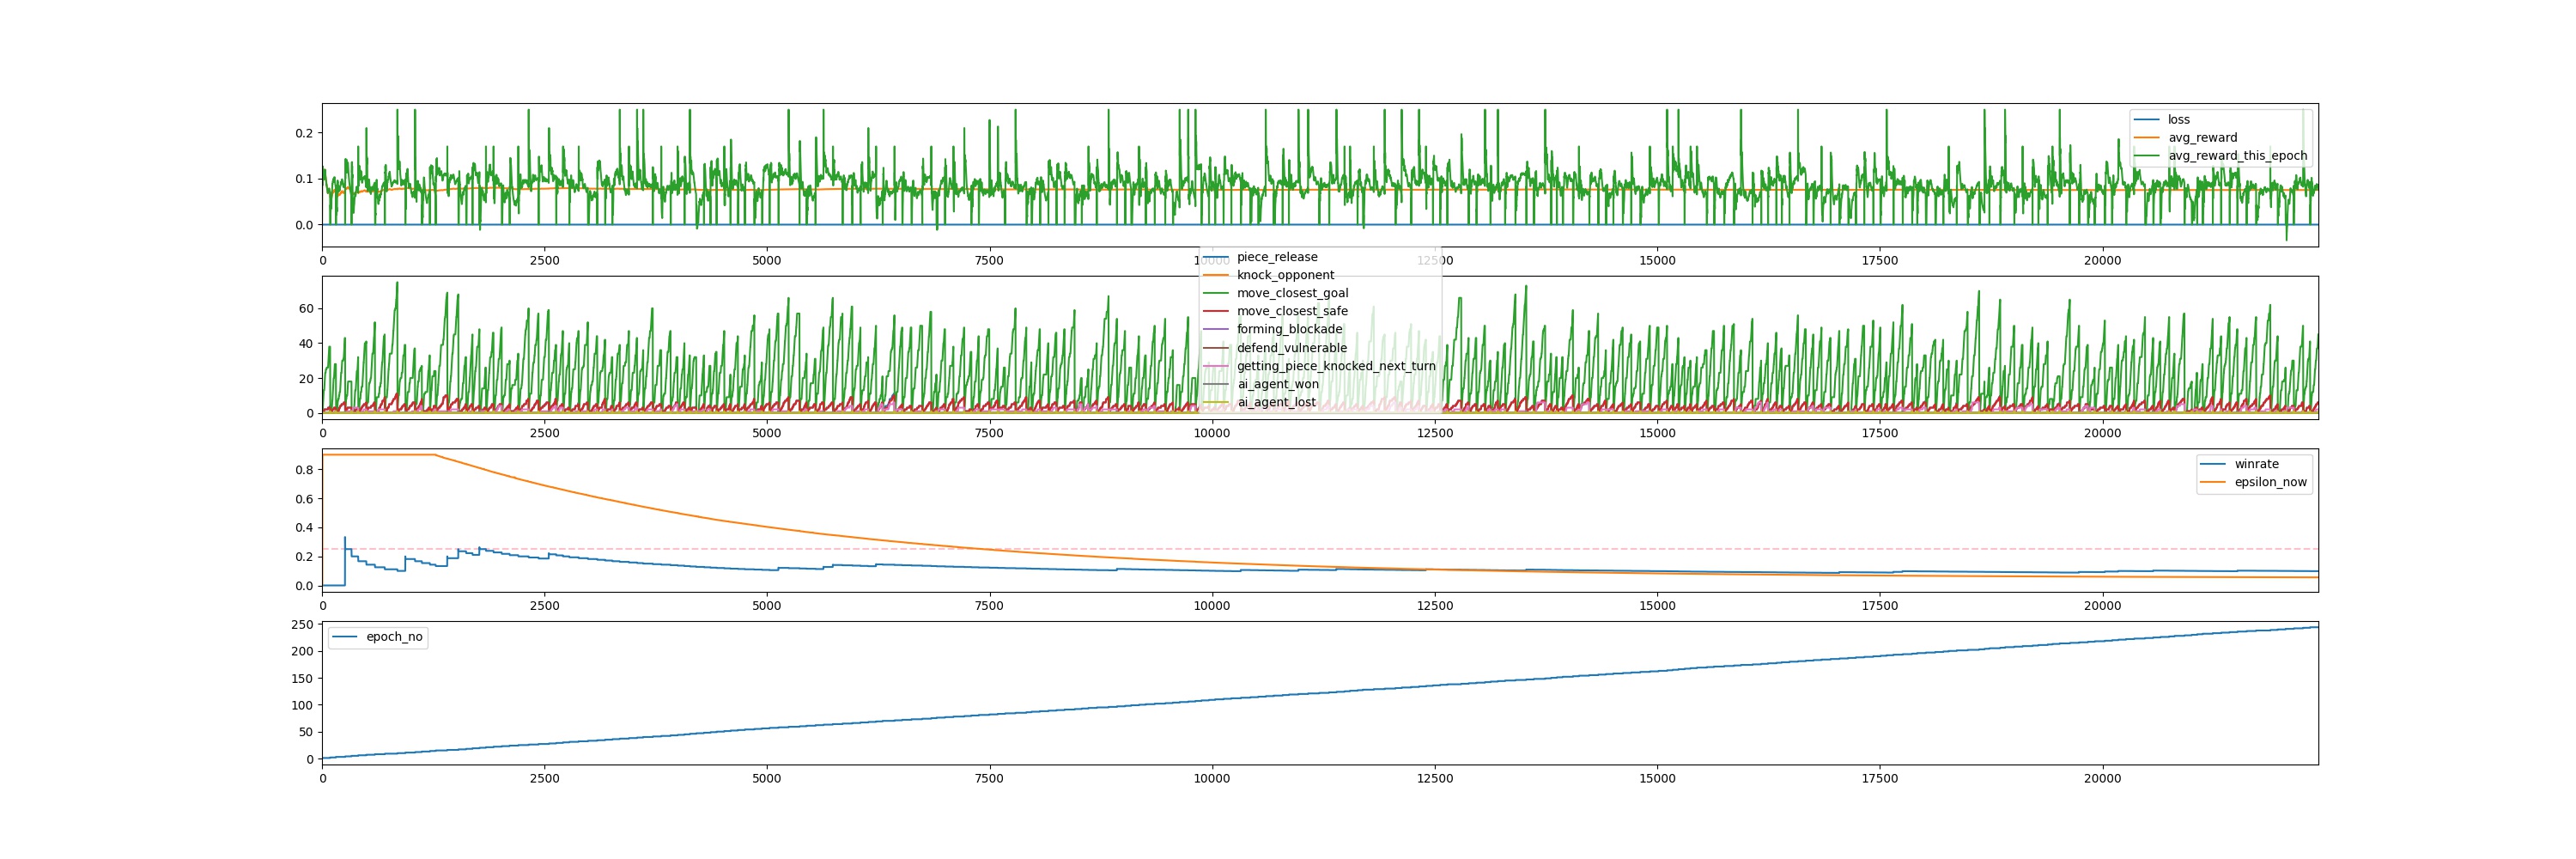 0.2
0.1
0.0
loss
avg_reward
avg_reward_this_epoch
0 2500 5000 7500 10000 12500 15000 17500 20000
60
40
20
0
piece_release
knock_opponent
move_closest_goal
move_closest_safe
forming_blockade
defend_vulnerable
getting_piece_knocked_next_turn
ai_agent_won
ai_agent_lost
0 2500 5000 7500 10000 12500 15000 17500 20000
0.8
0.6
0.4
0.2
0.0
winrate
epsilon_now
0 2500 5000 7500 10000 12500 15000 17500 20000
250
200
150
100
50
0
epoch_no
0 2500 5000 7500 10000 12500 15000 17500 20000